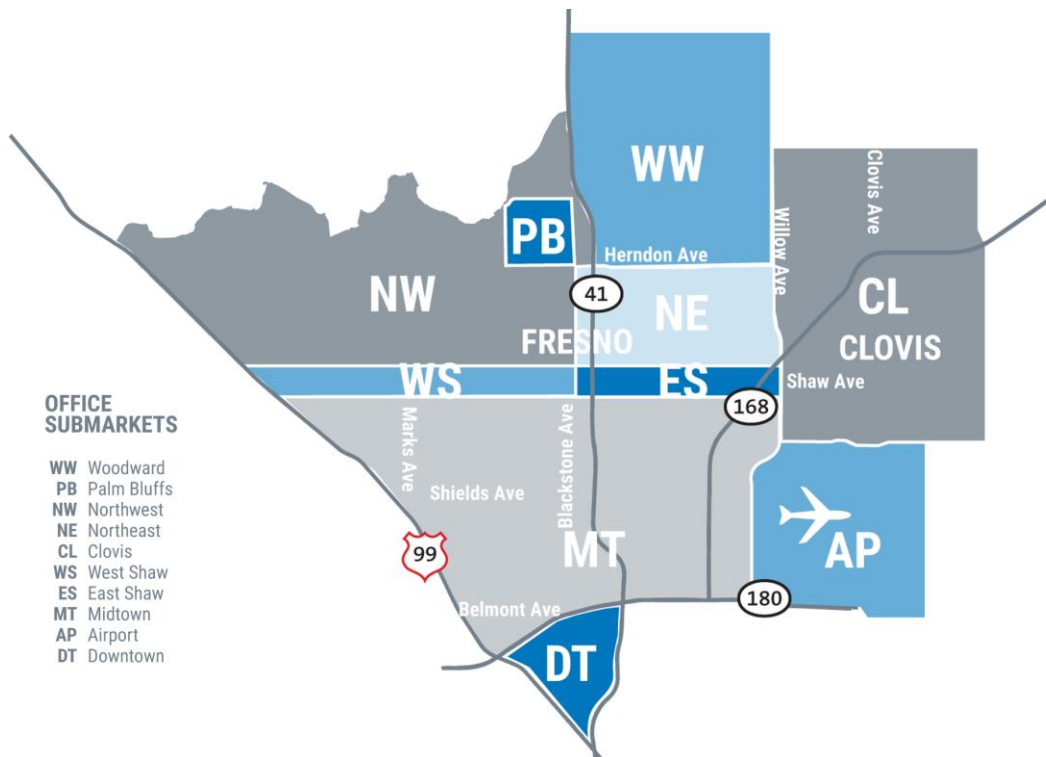 WW
Clovis Ave
PB
Willow Ave
Herndon Ave
NW
41
NE
CL
FRESNO
CLOVIS
WS
ES
Shaw Ave
168
OFFICE
SUBMARKETS
WW Woodward
PB Palm Bluffs
NW Northwest
NE Northeast
CL Clovis
WS West Shaw
ES East Shaw
MT Midtown
AP Airport
DT Downtown
Marks Ave
Blackstone Ave
Shields Ave
99
MT
AP
180
Belmont Ave
DT